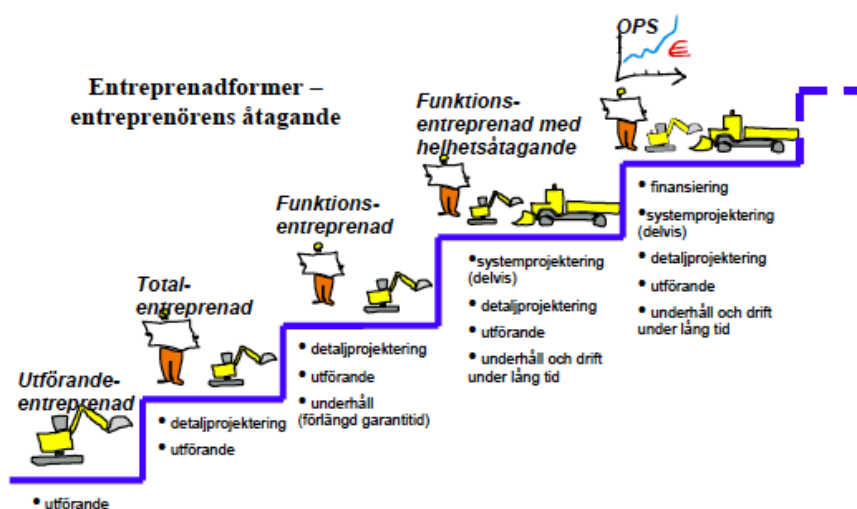 Entreprenadformer –
entreprenörens åtagande
Utförande-
entreprenad
• utförande
Total-
entreprenad
• detaljprojektering
• utförande
Funktions-
entreprenad
• detaljprojektering
• utförande
• underhåll
(förlängd garantitid)
Funktions-
entreprenad med
helhetsåtagande
•systemprojektering
(delvis)
• detaljprojektering
• utförande
• underhåll och drift
under lång tid
OPS
€
• finansiering
•systemprojektering
(delvis)
• detaljprojektering
• utförande
• underhåll och drift
under lång tid